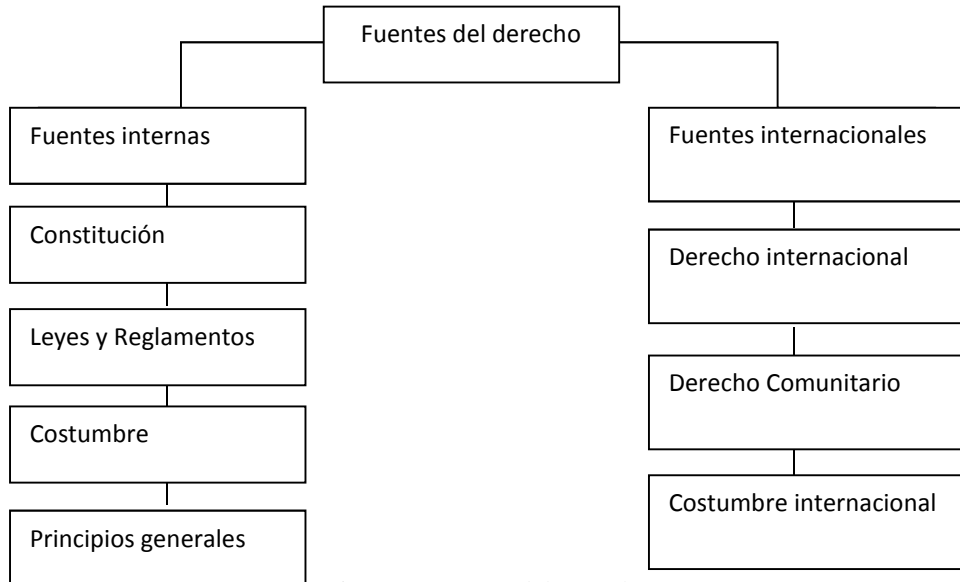 Fuentes del derecho
Fuentes internas
Constitución
Leyes y Reglamentos
Costumbre
Principios generales
Fuentes internacionales
Derecho internacional
Derecho Comunitario
Costumbre internacional